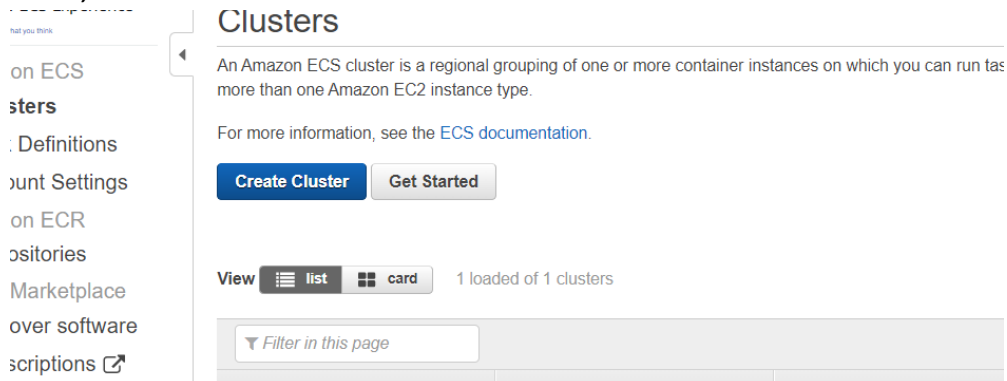 hat you think
Clusters
An Amazon ECS cluster is a regional grouping of one or more container instances on which you can run tas
more than one Amazon EC2 instance type.
For more information, see the ECS documentation.
Create Cluster Get Started
View list card 1 loaded of 1 clusters
Filter in this page
on ECS
sters
Definitions
ount Settings
on ECR
ositories
Marketplace
over software
scriptions